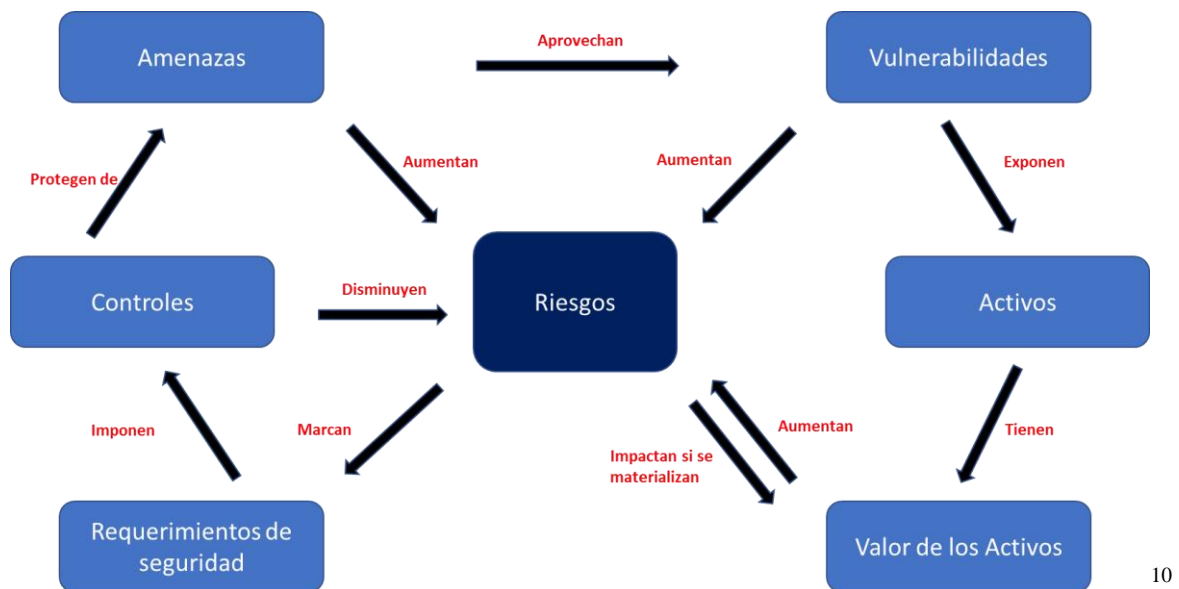 Amenazas
Aprovechan
Vulnerabilidades
Protegen de
Aumentan
Aumentan
Exponen
Controles
Disminuyen
Riesgos
Activos
Imponen
Marcan
Impactan si se
materializan
Aumentan
Tienen
Requerimientos de
seguridad
Valor de los Activos
10